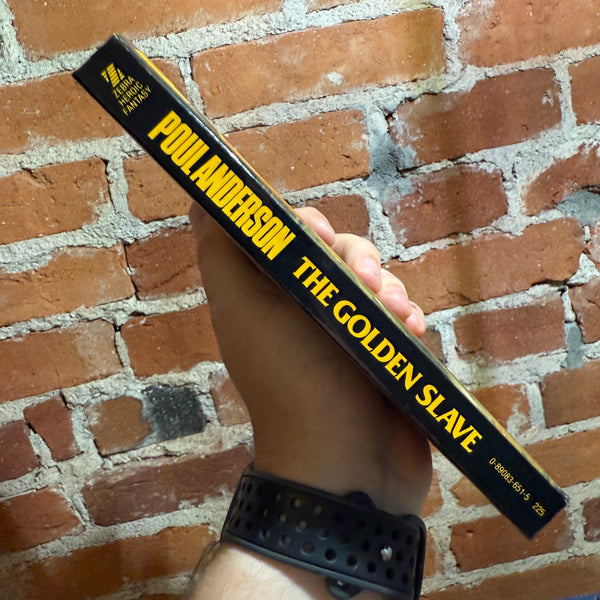 ZEBRA
HEROIC
FANTASY
POUL ANDERSON
THE GOLDEN SLAVE
0-89083-651-5 225